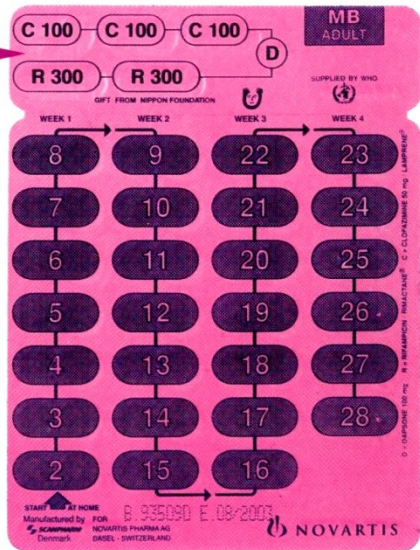 C 100 C 100 C 100
MB
ADULT
D
R 300 R 300
GIFT FROM NIPPON FOUNDATION
SUPPLIED BY WHO
WEEK 1 WEEK 2 WEEK 3 WEEK 4
8 9 22 23
7 10 21 24
6 11 20 25
5 12 19 26
4 13 18 27
3 14 17 28
2 15 16
START AT HOME
Manufactured by
SCANPHARM
Denmark
FOR
NOVARTIS PHARMA AG
BASEL - SWITZERLAND
B.93509D E.08/2003
NOVARTIS
D = DAPSONE 100 mg R = RIFAMPICIN RIMACTANE® C = CLOFAZIMINE 50 mg LAMPRENE®